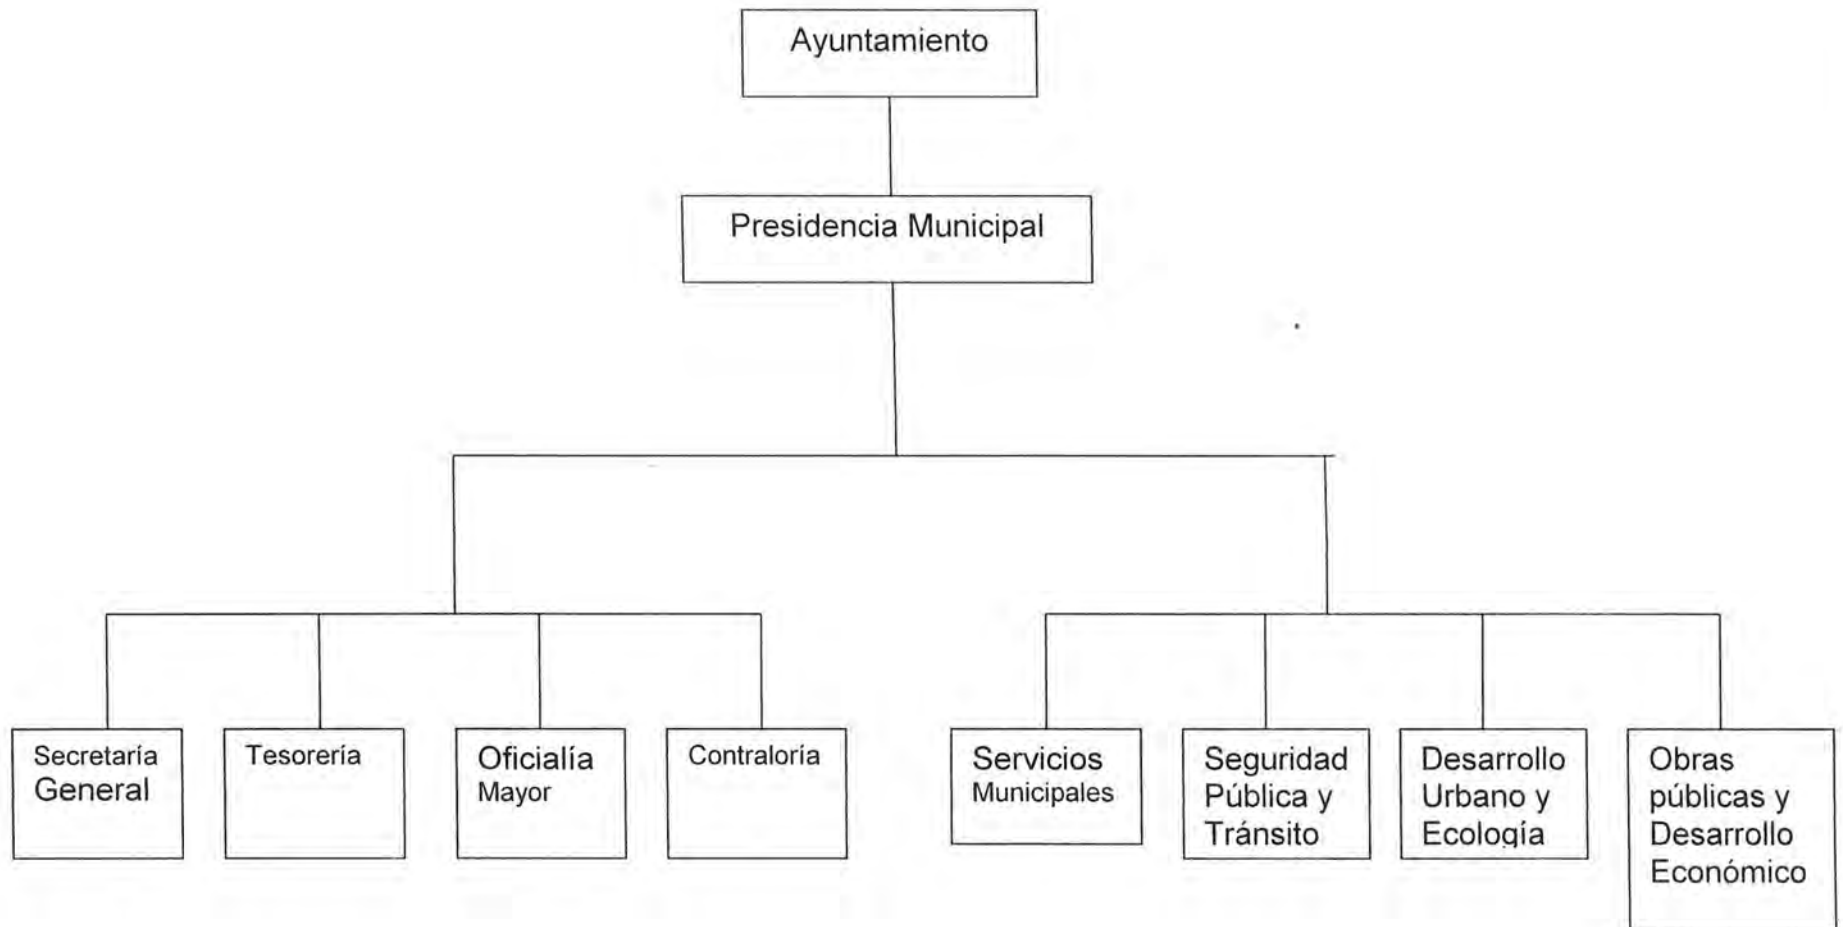 Ayuntamiento
Presidencia Municipal
Secretaría
General
Tesorería
Oficialía
Mayor
Contraloría
Servicios
Municipales
Seguridad
Pública y
Tránsito
Desarrollo
Urbano y
Ecología
Obras
públicas y
Desarrollo
Económico